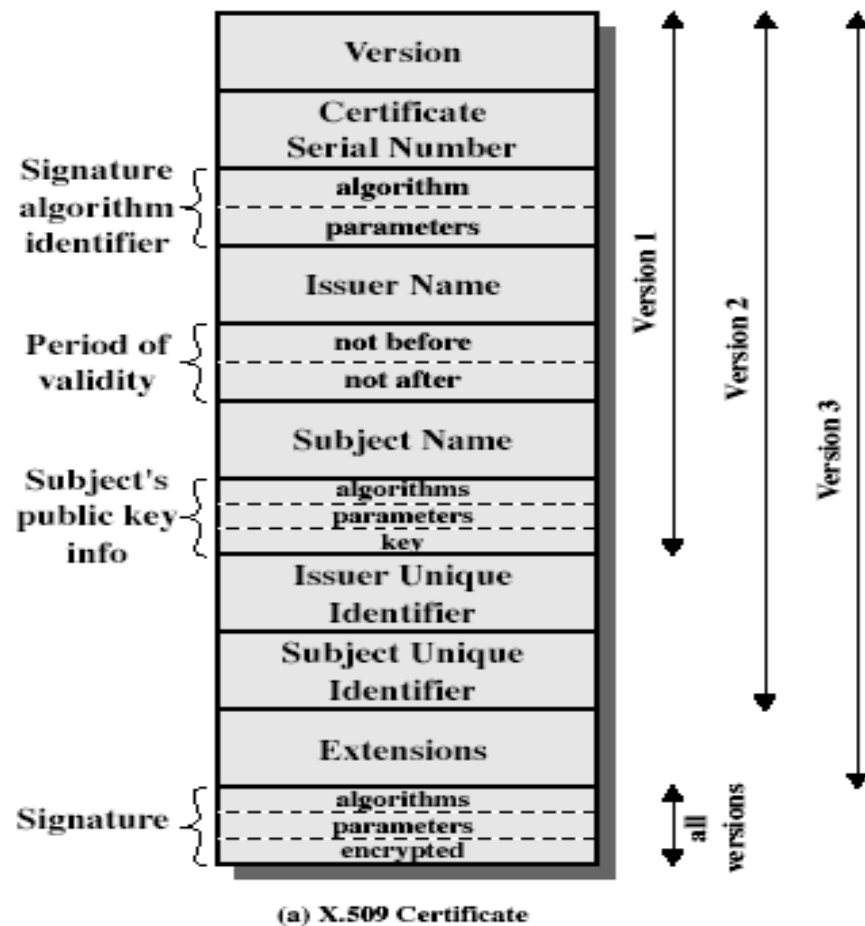 Version
Certificate
Serial Number
Signature
algorithm
identifier
algorithm
parameters
Issuer Name
Period of
validity
not before
not after
Subject Name
Subject's
public key
info
algorithms
parameters
key
Issuer Unique
Identifier
Subject Unique
Identifier
Extensions
Signature
algorithms
parameters
encrypted
Version 1
Version 2
Version 3
all
versions
(a) X.509 Certificate